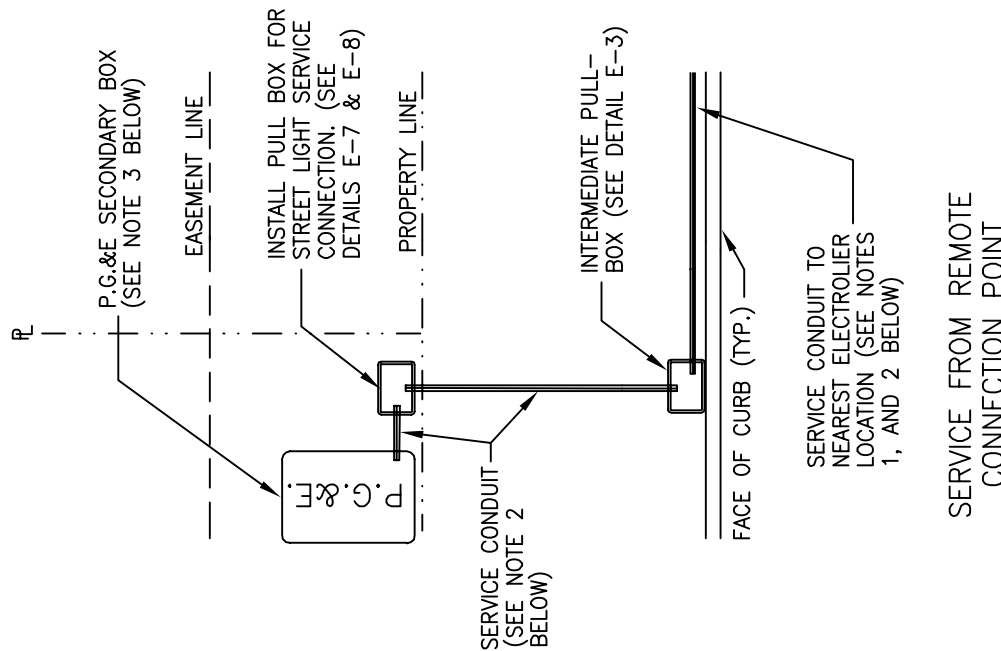 PL
P.G.&E SECONDARY BOX
(SEE NOTE 3 BELOW)
EASEMENT LINE
INSTALL PULL BOX FOR
STREET LIGHT SERVICE
CONNECTION. (SEE
DETAILS E-7 & E-8)
PROPERTY LINE
P.G.&E.
SERVICE CONDUIT
(SEE NOTE 2
BELOW)
INTERMEDIATE PULL-
BOX (SEE DETAIL E-3)
FACE OF CURB (TYP.)
SERVICE CONDUIT TO
NEAREST ELECTROLIER
LOCATION (SEE NOTES
1, AND 2 BELOW)
SERVICE FROM REMOTE
CONNECTION POINT